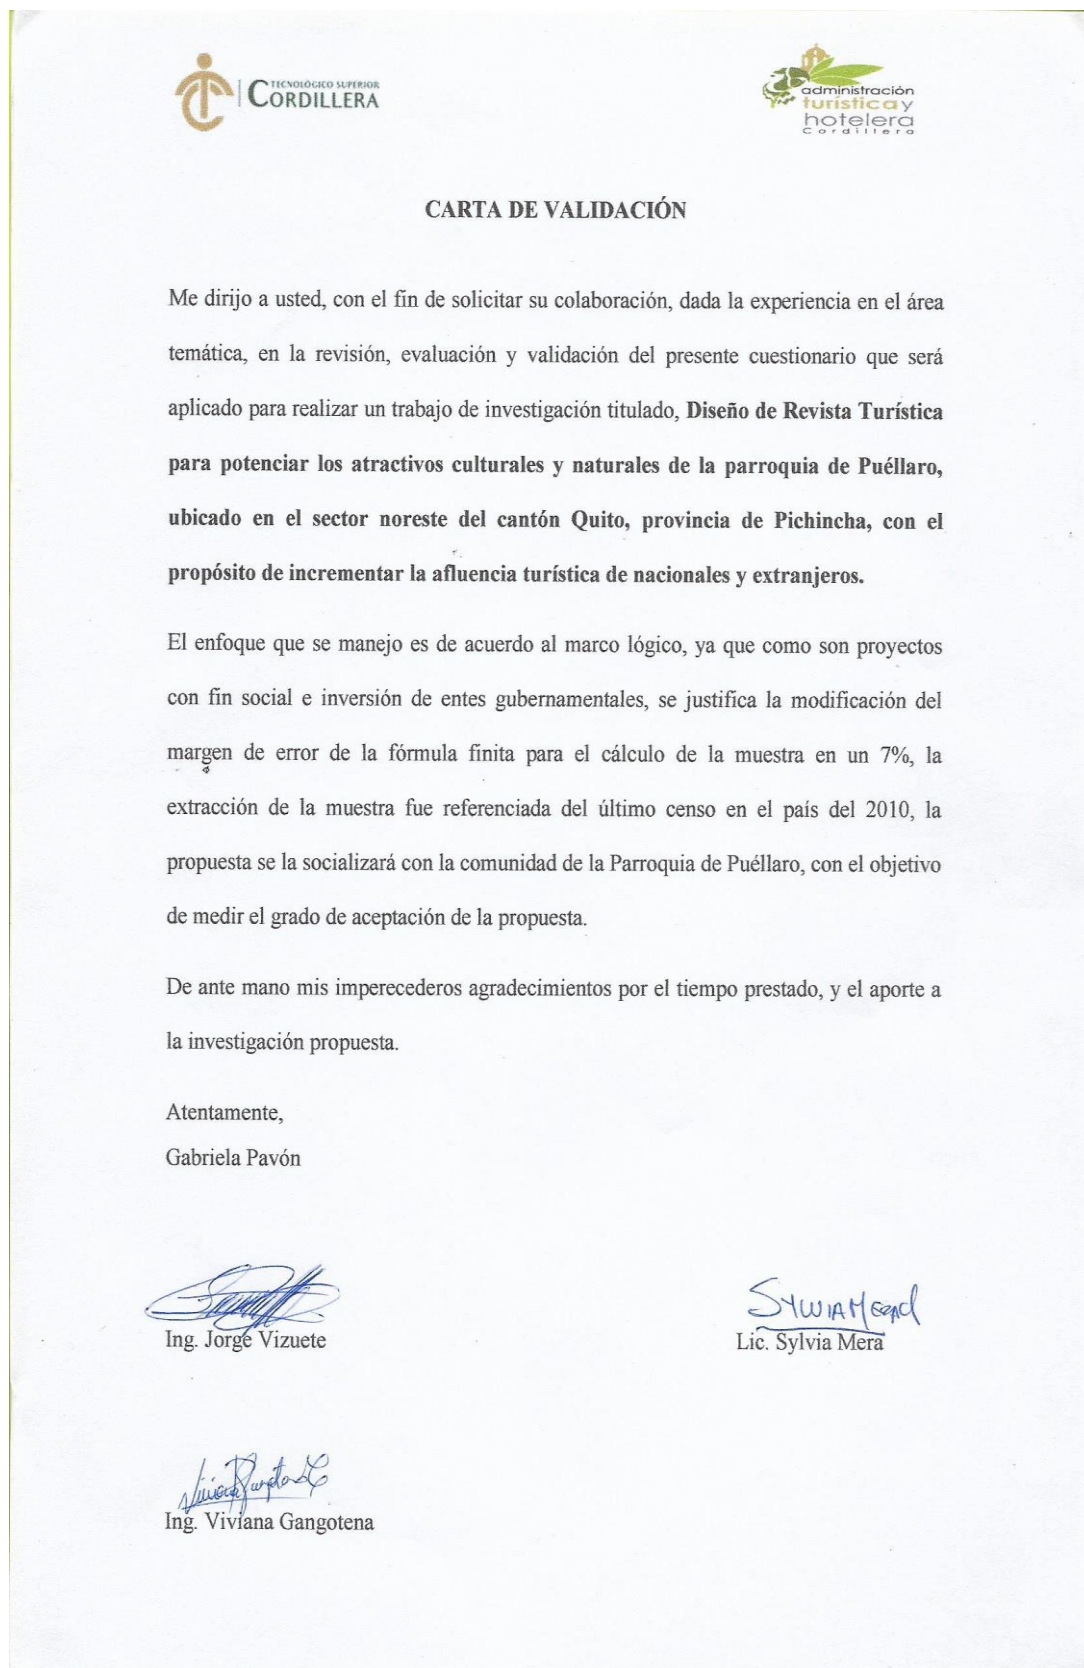 TECNOLÓGICO SUPERIOR
CORDILLERA
administración
turística y
hotelera
Cordillera
CARTA DE VALIDACIÓN
Me dirijo a usted, con el fin de solicitar su colaboración, dada la experiencia en el área
temática, en la revisión, evaluación y validación del presente cuestionario que será
aplicado para realizar un trabajo de investigación titulado, Diseño de Revista Turística
para potenciar los atractivos culturales y naturales de la parroquia de Puéllaro,
ubicado en el sector noreste del cantón Quito, provincia de Pichincha, con el
propósito de incrementar la afluencia turística de nacionales y extranjeros.
El enfoque que se manejo es de acuerdo al marco lógico, ya que como son proyectos
con fin social e inversión de entes gubernamentales, se justifica la modificación del
margen de error de la fórmula finita para el cálculo de la muestra en un 7%, la
extracción de la muestra fue referenciada del último censo en el país del 2010, la
propuesta se la socializará con la comunidad de la Parroquia de Puéllaro, con el objetivo
de medir el grado de aceptación de la propuesta.
De ante mano mis imperecederos agradecimientos por el tiempo prestado, y el aporte a
la investigación propuesta.
Atentamente,
Gabriela Pavón
Ing. Jorge Vizuete
Lic. Sylvia Mera
Ing. Viviana Gangotena